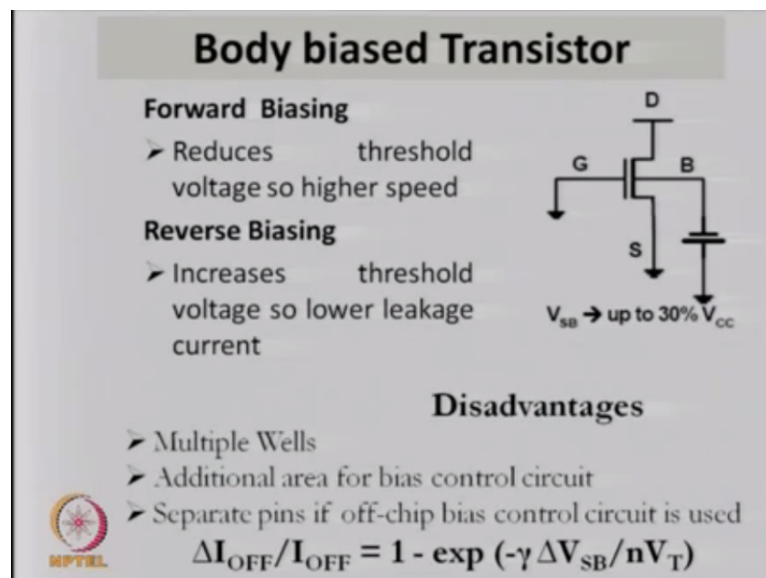 Body biased Transistor
Forward Biasing
➢ Reduces threshold
voltage so higher speed
Reverse Biasing
➢ Increases threshold
voltage so lower leakage
current
D
G
B
S
V_SB → up to 30% V_CC
Disadvantages
➢ Multiple Wells
➢ Additional area for bias control circuit
➢ Separate pins if off-chip bias control circuit is used
ΔI_OFF/I_OFF = 1 - exp (-γ ΔV_SB/nV_T)
NPTEL